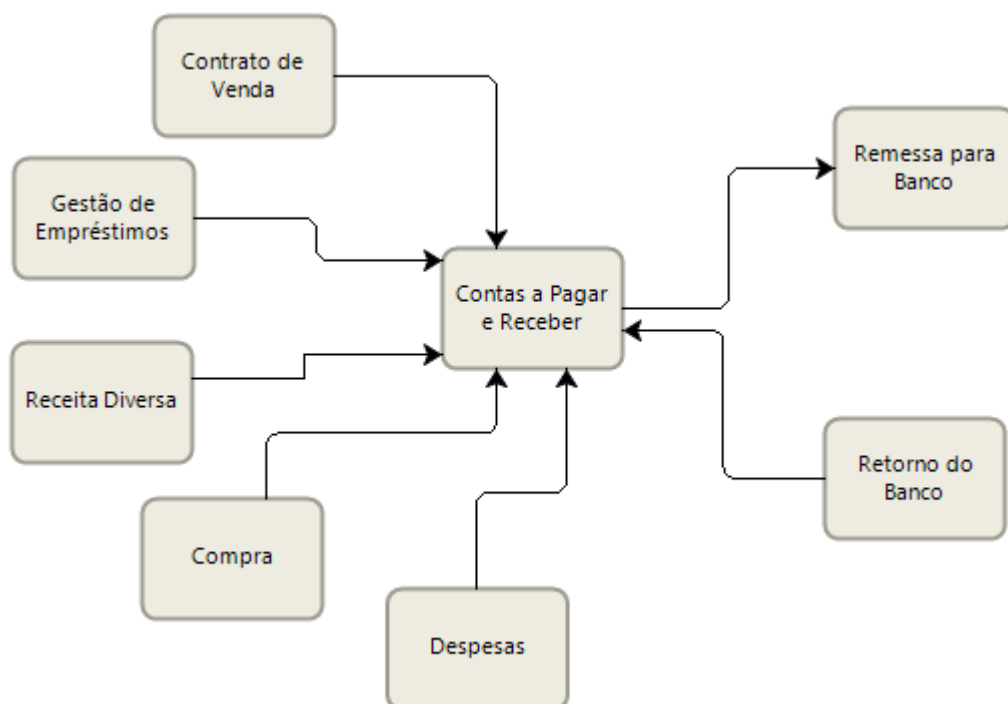 Contrato de
Venda
Remessa para
Banco
Gestão de
Empréstimos
Contas a Pagar
e Receber
Receita Diversa
Retorno do
Banco
Compra
Despesas